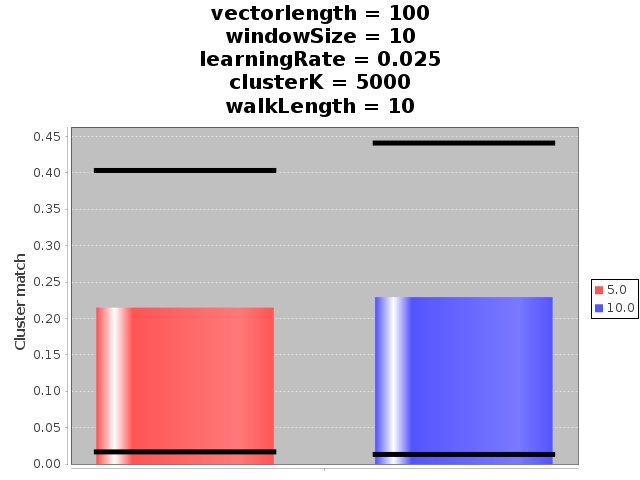 vectorlength = 100
windowSize = 10
learningRate = 0.025
clusterK = 5000
walkLength = 10
0.45
0.40
0.35
0.30
0.25
0.20
0.15
0.10
0.05
0.00
Cluster match
5.0
10.0